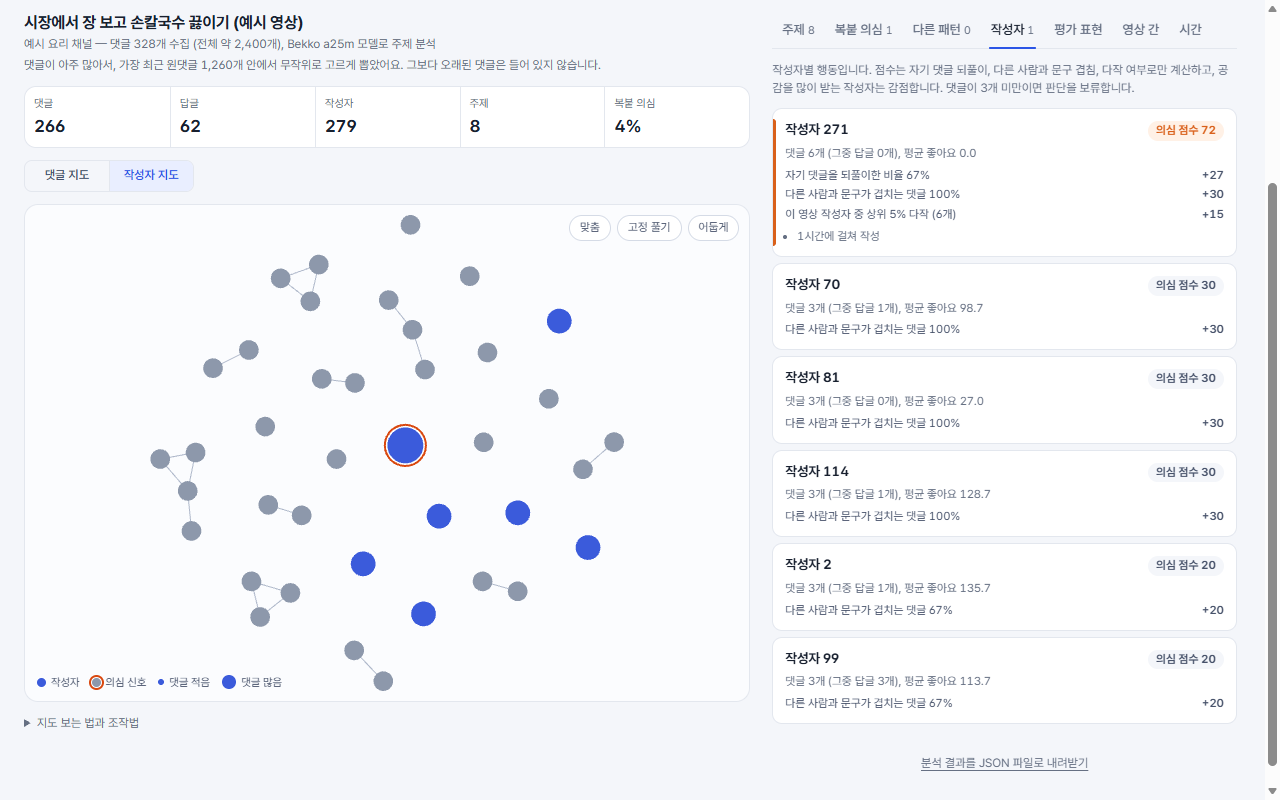 시장에서 장 보고 손칼국수 끓이기 (예시 영상)
예시 요리 채널 — 댓글 328개 수집 (전체 약 2,400개), Bekko a25m 모델로 주제 분석
댓글이 아주 많아서, 가장 최근 원댓글 1,260개 안에서 무작위로 고르게 뽑았어요. 그보다 오래된 댓글은 들어 있지 않습니다.
댓글 답글 작성자 주제 복붙 의심
266 62 279 8 4%
댓글 지도 작성자 지도
맞춤 고정 풀기 어둡게
작성자 의심 신호 댓글 적음 댓글 많음
▶ 지도 보는 법과 조작법
주제 8 복붙 의심 1 다른 패턴 0 작성자 1 평가 표현 영상 간 시간
작성자별 행동입니다. 점수는 자기 댓글 되풀이, 다른 사람과 문구 겹침, 다작 여부로만 계산하고, 공
감을 많이 받는 작성자는 감점합니다. 댓글이 3개 미만이면 판단을 보류합니다.
작성자 271 의심 점수 72
댓글 6개 (그중 답글 0개), 평균 좋아요 0.0
자기 댓글을 되풀이한 비율 67% +27
다른 사람과 문구가 겹치는 댓글 100% +30
이 영상 작성자 중 상위 5% 다작 (6개) +15
• 1시간에 걸쳐 작성
작성자 70 의심 점수 30
댓글 3개 (그중 답글 1개), 평균 좋아요 98.7
다른 사람과 문구가 겹치는 댓글 100% +30
작성자 81 의심 점수 30
댓글 3개 (그중 답글 0개), 평균 좋아요 27.0
다른 사람과 문구가 겹치는 댓글 100% +30
작성자 114 의심 점수 30
댓글 3개 (그중 답글 1개), 평균 좋아요 128.7
다른 사람과 문구가 겹치는 댓글 100% +30
작성자 2 의심 점수 20
댓글 3개 (그중 답글 1개), 평균 좋아요 135.7
다른 사람과 문구가 겹치는 댓글 67% +20
작성자 99 의심 점수 20
댓글 3개 (그중 답글 3개), 평균 좋아요 113.7
다른 사람과 문구가 겹치는 댓글 67% +20
분석 결과를 JSON 파일로 내려받기